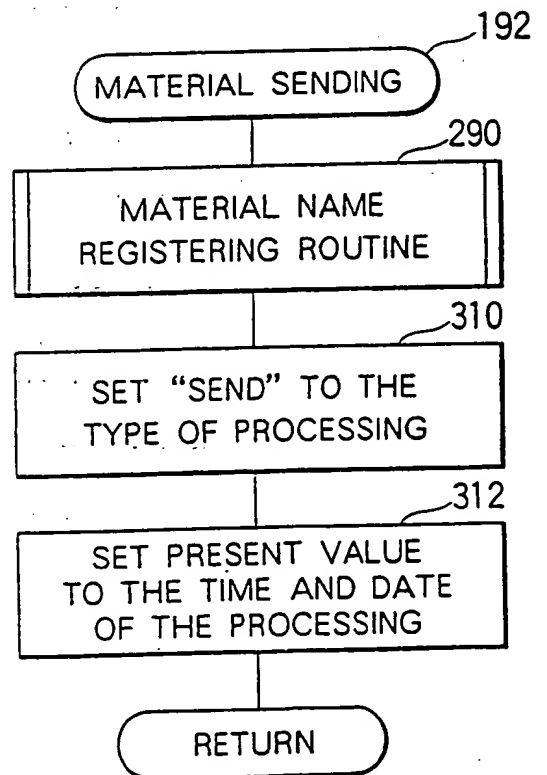 192
MATERIAL SENDING
290
MATERIAL NAME
REGISTERING ROUTINE
310
SET “SEND” TO THE
TYPE OF PROCESSING
312
SET PRESENT VALUE
TO THE TIME AND DATE
OF THE PROCESSING
RETURN